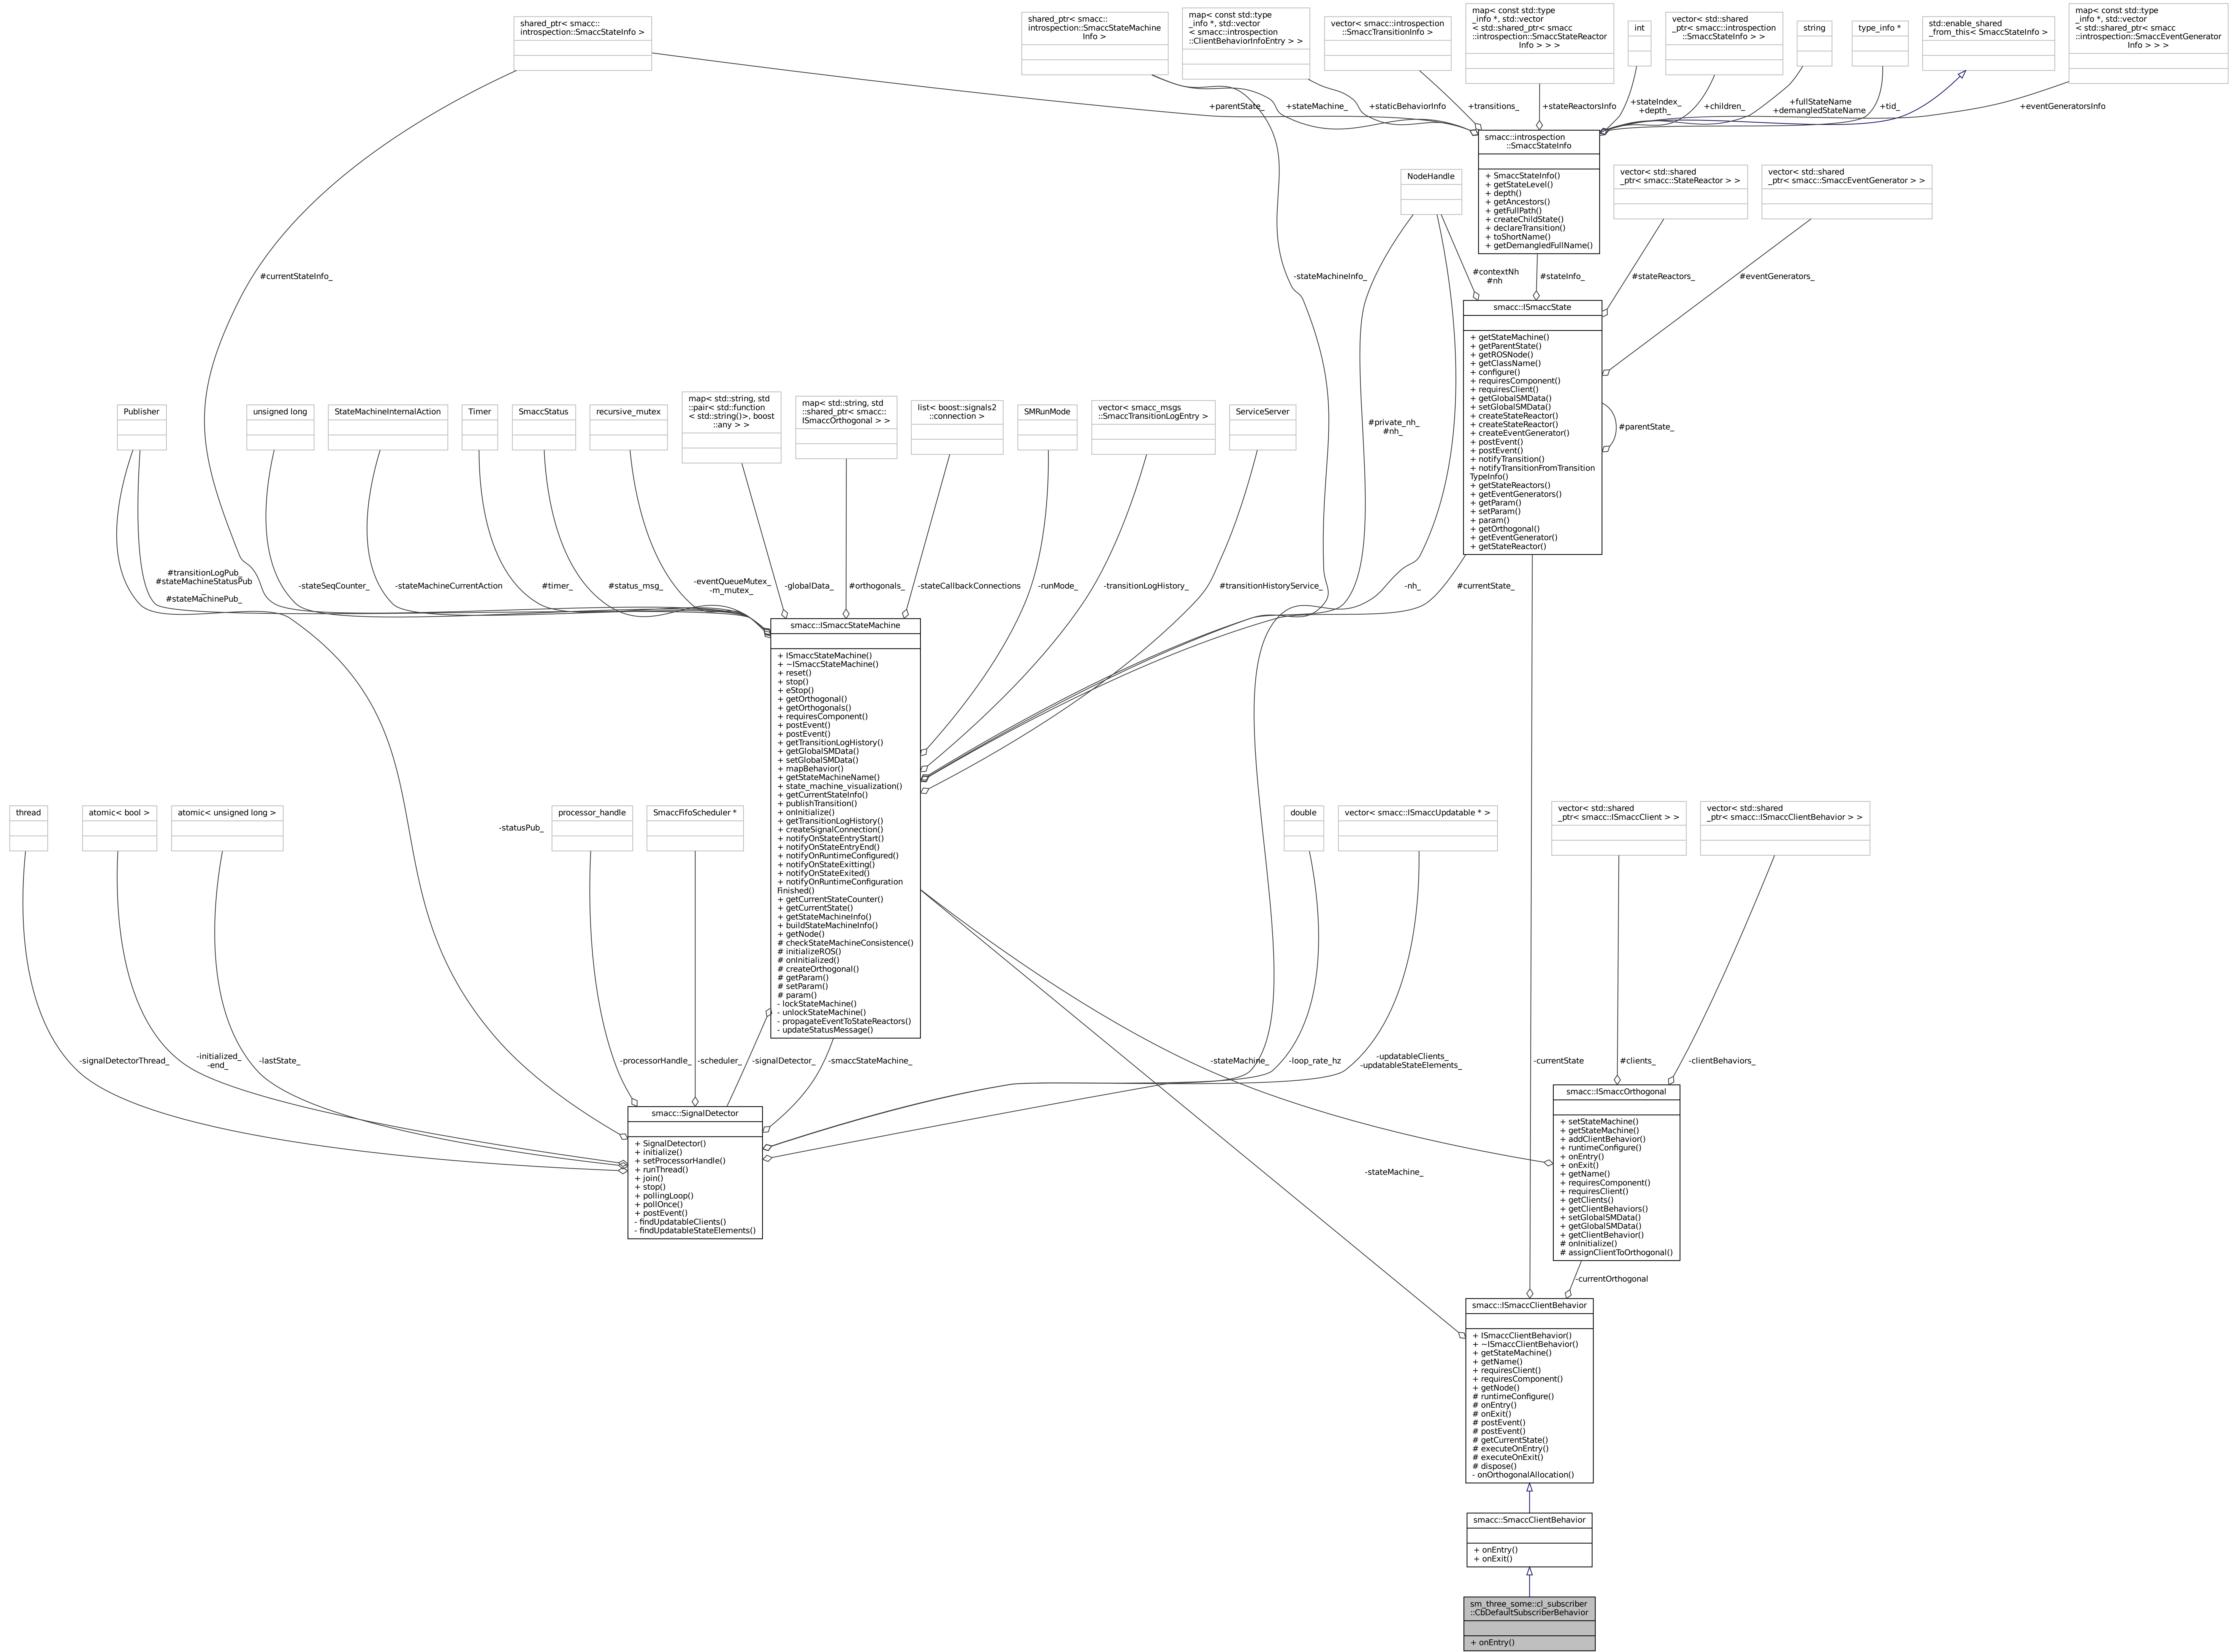 shared_ptr< smacc::
introspection::SmaccStateInfo >
shared_ptr< smacc::
introspection::SmaccStateMachine
Info >
map< const std::type
_info *, std::vector
< smacc::introspection
::ClientBehaviorInfoEntry > >
vector< smacc::introspection
::SmaccTransitionInfo >
map< const std::type
_info *, std::vector
< std::shared_ptr< smacc
::introspection::SmaccStateReactor
Info > > >
int
vector< std::shared
_ptr< smacc::introspection
::SmaccStateInfo > >
string
type_info *
std::enable_shared
_from_this< SmaccStateInfo >
map< const std::type
_info *, std::vector
< std::shared_ptr< smacc
::introspection::SmaccEventGenerator
Info > > >
+parentState_
+stateMachine_
+staticBehaviorInfo
+transitions_
+stateReactorsInfo
+stateIndex_
+depth_
+children_
+fullStateName
+demangledStateName
+tid_
+eventGeneratorsInfo
smacc::introspection
::SmaccStateInfo
+ SmaccStateInfo()
+ getStateLevel()
+ depth()
+ getAncestors()
+ getFullPath()
+ createChildState()
+ declareTransition()
+ toShortName()
+ getDemangledFullName()
NodeHandle
vector< std::shared
_ptr< smacc::StateReactor > >
vector< std::shared
_ptr< smacc::SmaccEventGenerator > >
#currentStateInfo_
-stateMachineInfo_
#contextNh
#nh
#stateInfo_
#stateReactors_
#eventGenerators_
smacc::ISmaccState
+ getStateMachine()
+ getParentState()
+ getROSNode()
+ getClassName()
+ configure()
+ requiresComponent()
+ requiresClient()
+ getGlobalSMData()
+ setGlobalSMData()
+ createStateReactor()
+ createStateReactor()
+ createEventGenerator()
+ postEvent()
+ postEvent()
+ notifyTransition()
+ notifyTransitionFromTransition
TypeInfo()
+ getStateReactors()
+ getEventGenerators()
+ getParam()
+ setParam()
+ param()
+ getOrthogonal()
+ getEventGenerator()
+ getStateReactor()
#parentState_
#private_nh_
#nh_
Publisher
unsigned long
StateMachineInternalAction
Timer
SmaccStatus
recursive_mutex
map< std::string, std
::pair< std::function
< std::string()>, boost
::any > >
map< std::string, std
::shared_ptr< smacc::
ISmaccOrthogonal > >
list< boost::signals2
::connection >
SMRunMode
vector< smacc_msgs
::SmaccTransitionLogEntry >
ServiceServer
#transitionLogPub_
#stateMachineStatusPub
_
#stateMachinePub_
-stateSeqCounter_
-stateMachineCurrentAction
#timer_
#status_msg_
-eventQueueMutex_
-m_mutex_
-globalData_
#orthogonals_
-stateCallbackConnections
-runMode_
-transitionLogHistory_
#transitionHistoryService_
-nh_
#currentState_
smacc::ISmaccStateMachine
+ ISmaccStateMachine()
+ ~ISmaccStateMachine()
+ reset()
+ stop()
+ eStop()
+ getOrthogonal()
+ getOrthogonals()
+ requiresComponent()
+ postEvent()
+ postEvent()
+ getTransitionLogHistory()
+ getGlobalSMData()
+ setGlobalSMData()
+ mapBehavior()
+ getStateMachineName()
+ state_machine_visualization()
+ getCurrentStateInfo()
+ publishTransition()
+ onInitialize()
+ getTransitionLogHistory()
+ createSignalConnection()
+ notifyOnStateEntryStart()
+ notifyOnStateEntryEnd()
+ notifyOnRuntimeConfigured()
+ notifyOnStateExitting()
+ notifyOnStateExited()
+ notifyOnRuntimeConfiguration
Finished()
+ getCurrentStateCounter()
+ getCurrentState()
+ getStateMachineInfo()
+ buildStateMachineInfo()
+ getNode()
# checkStateMachineConsistence()
# initializeROS()
# onInitialized()
# createOrthogonal()
# getParam()
# setParam()
# param()
- lockStateMachine()
- unlockStateMachine()
- propagateEventToStateReactors()
- updateStatusMessage()
thread
atomic< bool >
atomic< unsigned long >
-statusPub_
processor_handle
SmaccFifoScheduler *
double
vector< smacc::ISmaccUpdatable * >
vector< std::shared
_ptr< smacc::ISmaccClient > >
vector< std::shared
_ptr< smacc::ISmaccClientBehavior > >
-signalDetectorThread_
-initialized_
-end_
-lastState_
-processorHandle_
-scheduler_
-signalDetector_
-smaccStateMachine_
-stateMachine_
-loop_rate_hz
-updatableClients_
-updatableStateElements_
-currentState
#clients_
-clientBehaviors_
smacc::SignalDetector
+ SignalDetector()
+ initialize()
+ setProcessorHandle()
+ runThread()
+ join()
+ stop()
+ pollingLoop()
+ pollOnce()
+ postEvent()
- findUpdatableClients()
- findUpdatableStateElements()
-stateMachine_
smacc::ISmaccOrthogonal
+ setStateMachine()
+ getStateMachine()
+ addClientBehavior()
+ runtimeConfigure()
+ onEntry()
+ onExit()
+ getName()
+ requiresComponent()
+ requiresClient()
+ getClients()
+ getClientBehaviors()
+ setGlobalSMData()
+ getGlobalSMData()
+ getClientBehavior()
# onInitialize()
# assignClientToOrthogonal()
-currentOrthogonal
smacc::ISmaccClientBehavior
+ ISmaccClientBehavior()
+ ~ISmaccClientBehavior()
+ getStateMachine()
+ getName()
+ requiresClient()
+ requiresComponent()
+ getNode()
# runtimeConfigure()
# onEntry()
# onExit()
# postEvent()
# postEvent()
# getCurrentState()
# executeOnEntry()
# executeOnExit()
# dispose()
- onOrthogonalAllocation()
smacc::SmaccClientBehavior
+ onEntry()
+ onExit()
sm_three_some::cl_subscriber
::CbDefaultSubscriberBehavior
+ onEntry()